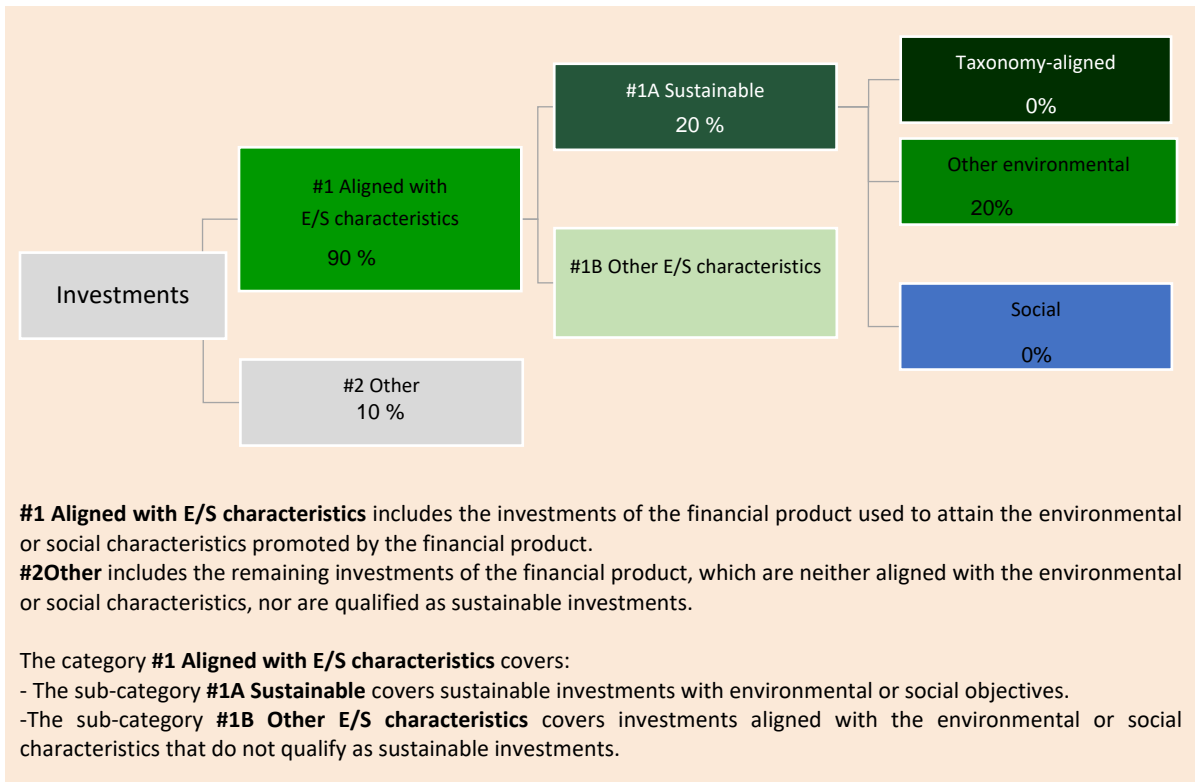 Investments
#1 Aligned with
E/S characteristics
90 %
#2 Other
10 %
#1A Sustainable
20 %
#1B Other E/S characteristics
Taxonomy-aligned
0%
Other environmental
20%
Social
0%
#1 Aligned with E/S characteristics includes the investments of the financial product used to attain the environmental
or social characteristics promoted by the financial product.
#2Other includes the remaining investments of the financial product, which are neither aligned with the environmental
or social characteristics, nor are qualified as sustainable investments.
The category #1 Aligned with E/S characteristics covers:
- The sub-category #1A Sustainable covers sustainable investments with environmental or social objectives.
-The sub-category #1B Other E/S characteristics covers investments aligned with the environmental or social
characteristics that do not qualify as sustainable investments.